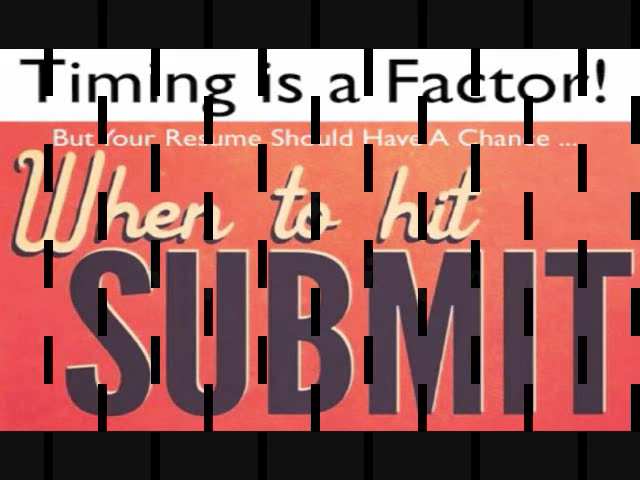 Timing is a Factor!
But Your Resume Should Have A Chance ...
When to hit
SUBMIT